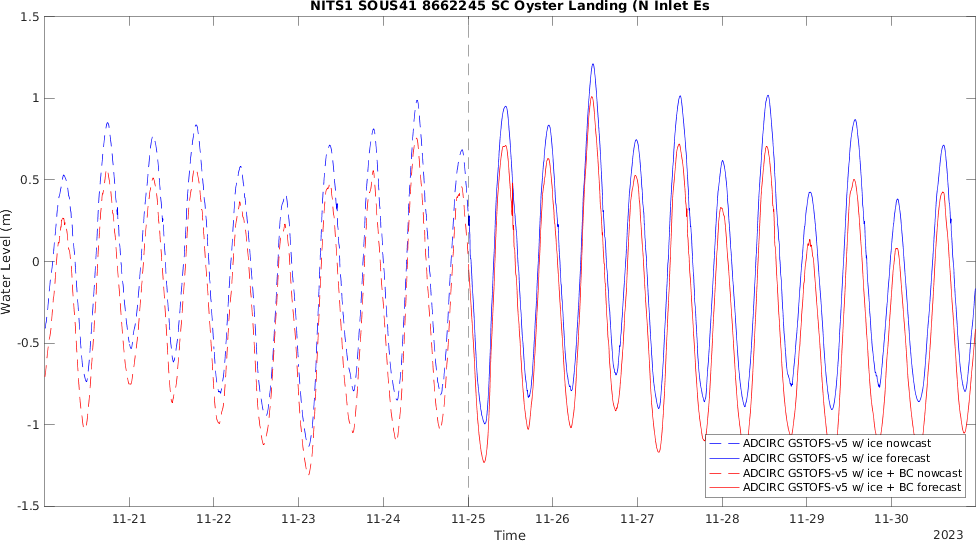 NITS1 SOUS41 8662245 SC Oyster Landing (N Inlet Es
1.5
1
0.5
0
-0.5
-1
-1.5
Water Level (m)
11-21 11-22 11-23 11-24 11-25 11-26 11-27 11-28 11-29 11-30
Time
2023
ADCIRC GSTOFS-v5 w/ ice nowcast
ADCIRC GSTOFS-v5 w/ ice forecast
ADCIRC GSTOFS-v5 w/ ice + BC nowcast
ADCIRC GSTOFS-v5 w/ ice + BC forecast